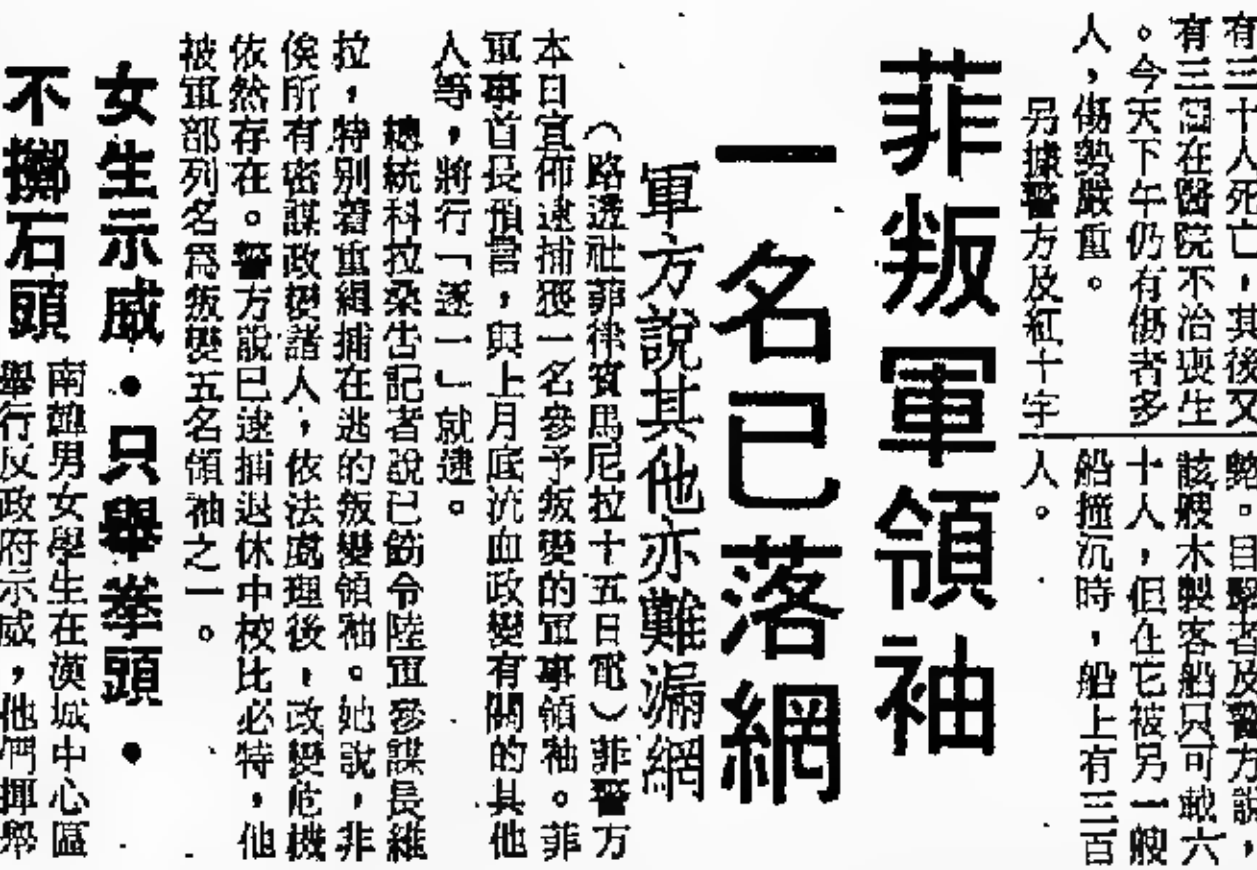 有三十人死亡，其後又
有三個在醫院不治喪生
。今天下午仍有傷者多
人，傷勢嚴重。
另據警方及紅十字
。目擊者及警方說，
該艘木製客船只可載六
十人，但在它被另一艘
船撞沉時，船上有三百
人。
菲叛軍領袖
一名已落網
軍方說其他亦難漏網
（路透社菲律賓馬尼拉十五日電）菲警方
本日宣佈逮捕獲一名參予叛變的軍事領袖。菲
軍事首長預言，與上月底流血政變有關的其他
人等，將行「逐一」就逮。
總統科拉桑告記者說已飭令陸軍參謀長維
拉，特別着重緝捕在逃的叛變領袖。她說，非
俟所有密謀政變諸人，依法處理後，政變危機
依然存在。警方說已逮捕退休中校比必特，他
被軍部列名爲叛變五名領袖之一。
女生示威・只舉拳頭・
不擲石頭
南韓男女學生在漢城中心區
舉行反政府示威，他們揮舉